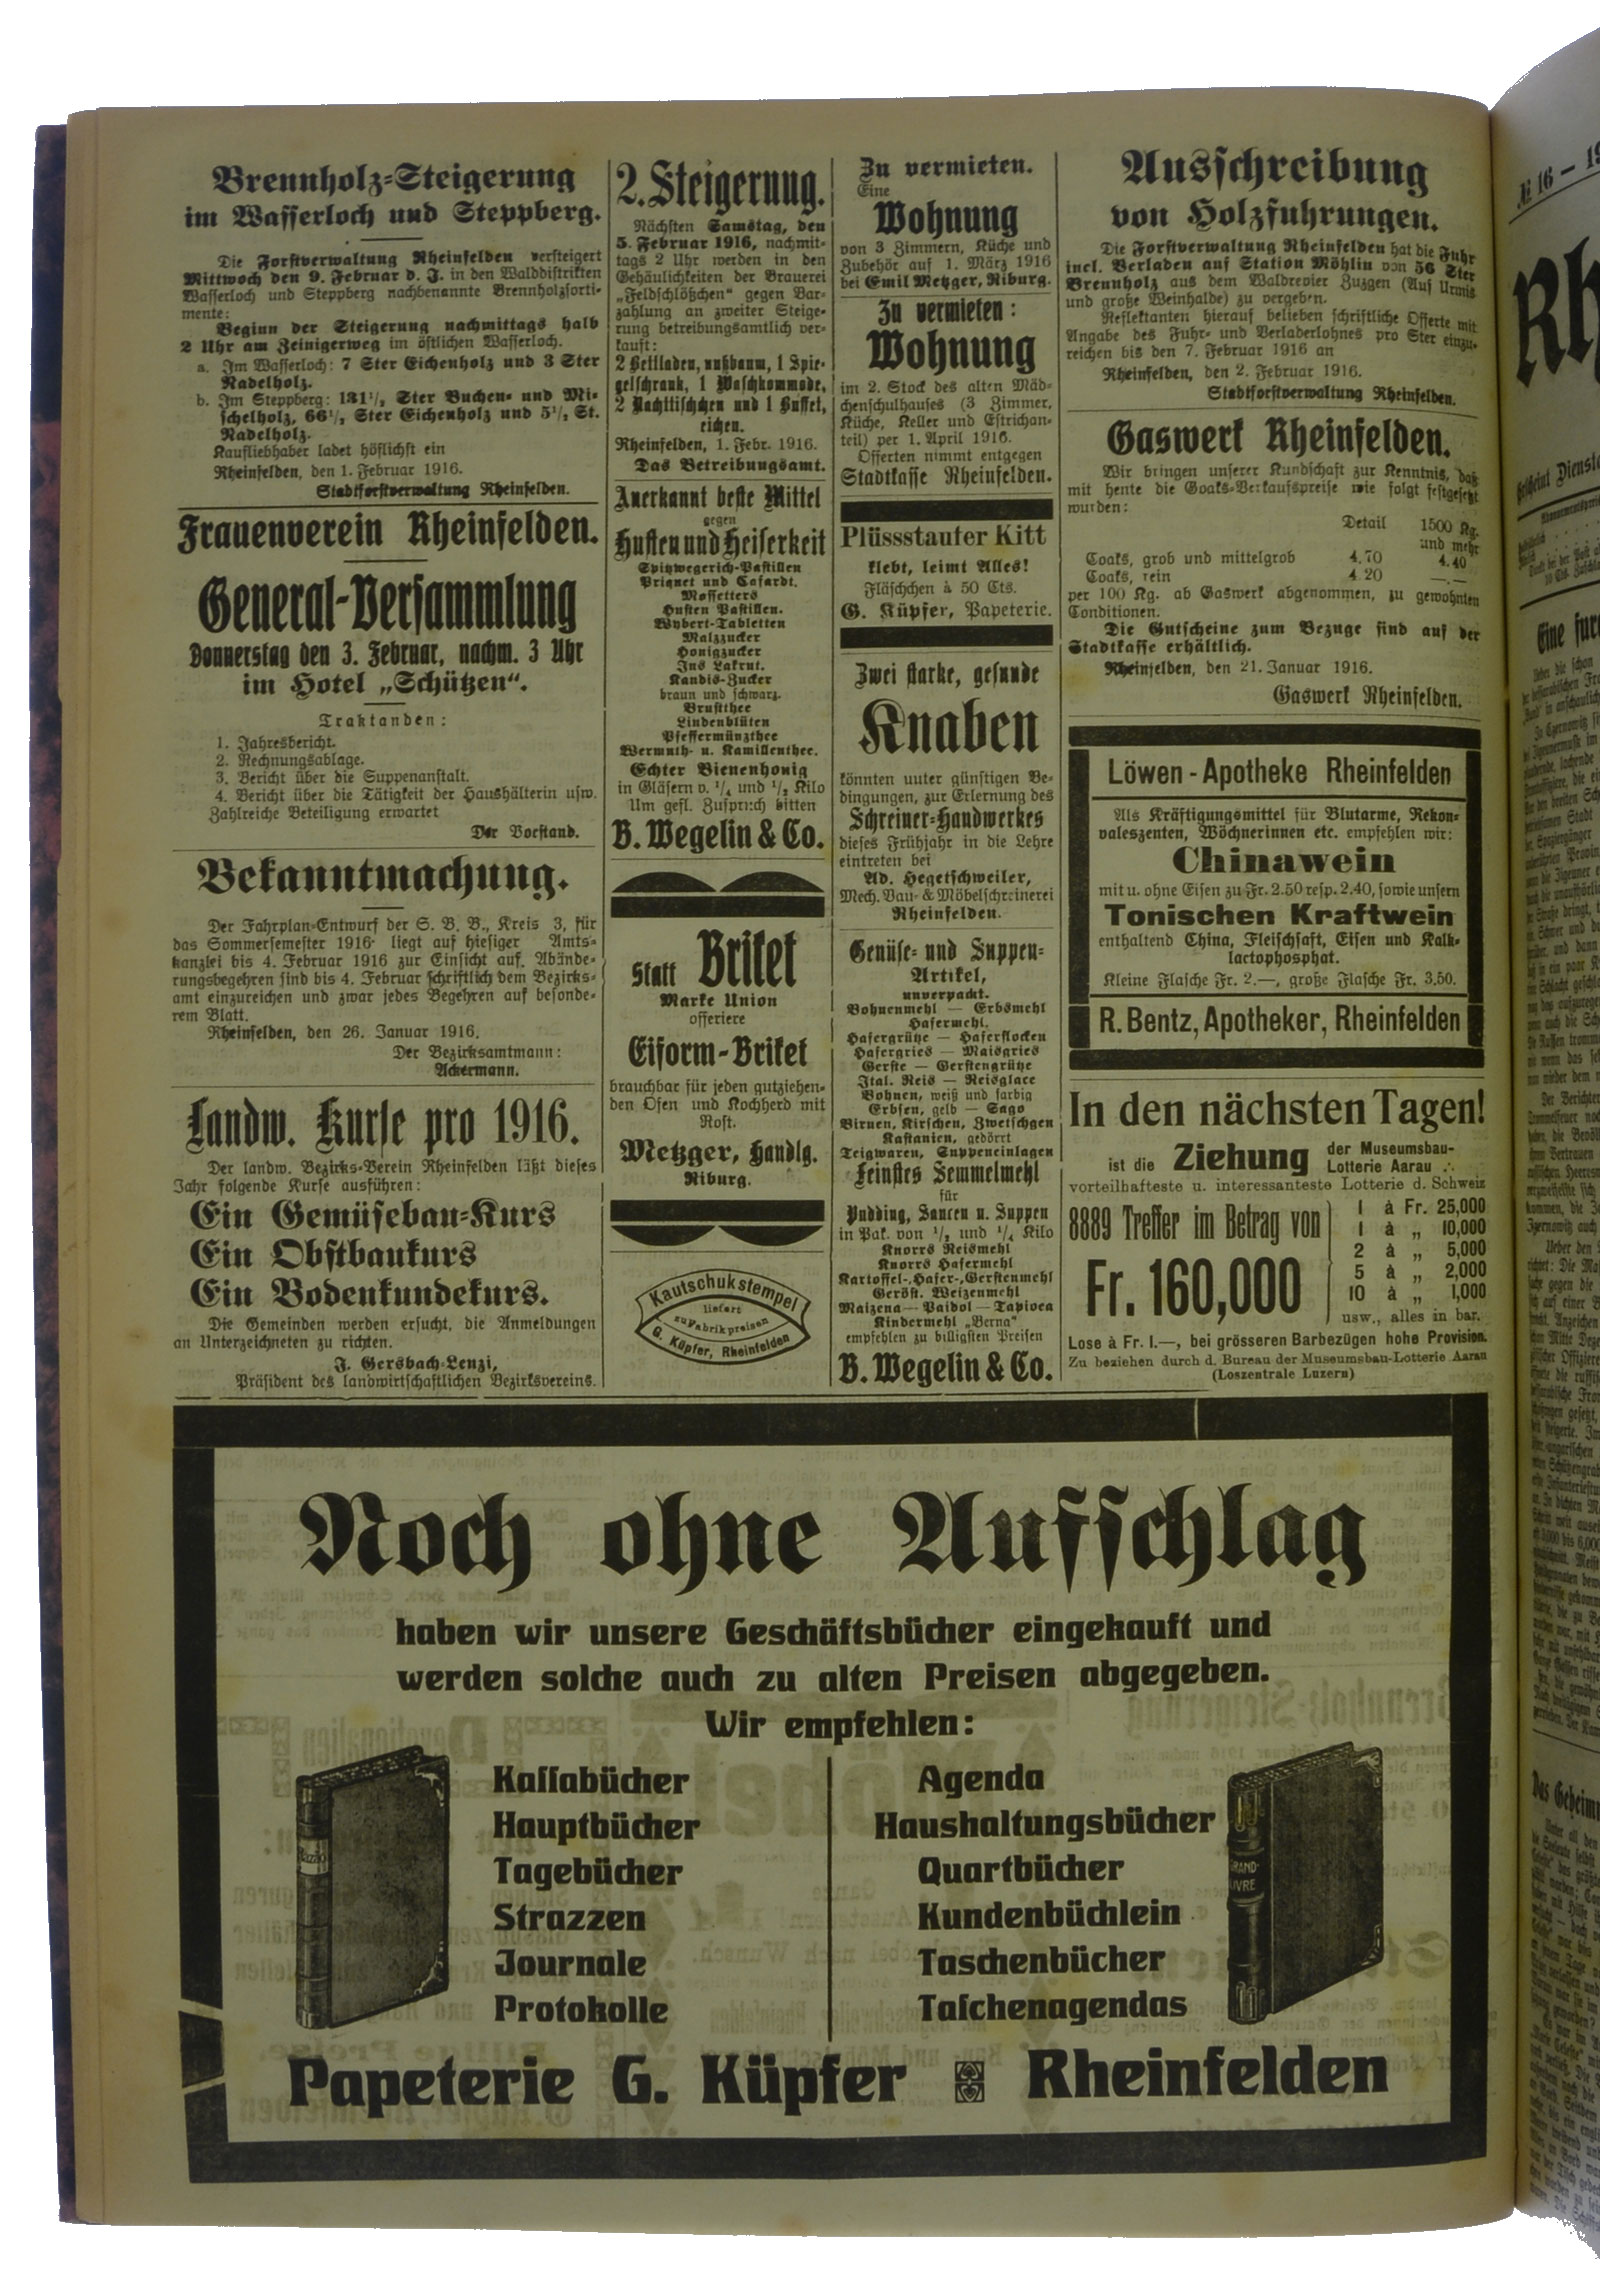 Brennholz-Steigerung
im Wasserloch und Steppberg.
Die Forstverwaltung Rheinfelden versteigert
Mittwoch den 9. Februar d. J. in den Walddistrikten
Wasserloch und Steppberg nachbenannte Brennholzsorti-
mente:
Beginn der Steigerung nachmittags halb
2 Uhr am Zeinigerweg im östlichen Wasserloch.
a. Im Wasserloch: 7 Ster Eichenholz und 3 Ster
Nadelholz.
b. Im Steppberg: 131½ Ster Buchen- und Mi-
schelholz, 66½ Ster Eichenholz und 5½ St.
Nadelholz.
Kaufliebhaber ladet höflichst ein
Rheinfelden, den 1. Februar 1916.
Stadtforstverwaltung Rheinfelden.
Frauenverein Rheinfelden.
General-Versammlung
Donnerstag den 3. Februar, nachm. 3 Uhr
im Hotel „Schützen“.
Traktanden:
1. Jahresbericht.
2. Rechnungsablage.
3. Bericht über die Suppenanstalt.
4. Bericht über die Tätigkeit der Haushälterin usw.
Zahlreiche Beteiligung erwartet
Der Vorstand.
Bekanntmachung.
Der Fahrplan-Entwurf der S. B. B., Kreis 3, für
das Sommersemester 1916 liegt auf hiesiger Amts-
kanzlei bis 4. Februar 1916 zur Einsicht auf. Abände-
rungsbegehren sind bis 4. Februar schriftlich dem Bezirks-
amt einzureichen und zwar jedes Begehren auf besonde-
rem Blatt.
Rheinfelden, den 26. Januar 1916.
Der Bezirksamtmann:
Ackermann.
Landw. Kurse pro 1916.
Der landw. Bezirks-Verein Rheinfelden läßt dieses
Jahr folgende Kurse ausführen:
Ein Gemüsebau-Kurs
Ein Obstbaukurs
Ein Bodenkundekurs.
Die Gemeinden werden ersucht, die Anmeldungen
an Unterzeichneten zu richten.
J. Gersbach-Lenzi,
Präsident des landwirtschaftlichen Bezirksvereins.
2. Steigerung.
Nächsten Samstag, den
5. Februar 1916, nachmit-
tags 2 Uhr werden in den
Gehäulichkeiten der Brauerei
„Feldschlößchen“ gegen Bar-
zahlung an zweiter Steige-
rung betreibungsamtlich ver-
kauft:
2 Bettladen, nußbaum, 1 Spie-
gelschrank, 1 Waschkommode,
2 Nachttischchen und 1 Buffet,
eichen.
Rheinfelden, 1. Febr. 1916.
Das Betreibungsamt.
Anerkannt beste Mittel
gegen
Husten und Heiserkeit
Spitzwegerich-Pastillen
Prignet und Cafardt.
Mossetters
Husten Pastillen.
Wybert-Tabletten
Malzzucker
Honigzucker
Jus Lakrut.
Kandis-Zucker
braun und schwarz.
Brustthee
Lindenblüten
Pfeffermünzthee
Wermuth- u. Kamillenthee.
Echter Bienenhonig
in Gläsern v. ¼ und ½ Kilo
Um gefl. Zuspruch bitten
B. Wegelin & Co.
Statt Briket
Marke Union
offeriere
Eiform-Briket
brauchbar für jeden gutziehen-
den Ofen und Kochherd mit
Rost.
Metzger, Handlg.
Riburg.
Kautschukstempel
liefert
zu Fabrikpreisen
G. Küpfer, Rheinfelden
Zu vermieten.
Eine
Wohnung
von 3 Zimmern, Küche und
Zubehör auf 1. März 1916
bei Emil Metzger, Riburg.
Zu vermieten:
Wohnung
im 2. Stock des alten Mäd-
chenschulhauses (3 Zimmer,
Küche, Keller und Estrichan-
teil) per 1. April 1916.
Offerten nimmt entgegen
Stadtkasse Rheinfelden.
Plüssstaufer Kitt
klebt, leimt Alles!
Fläschchen à 50 Cts.
G. Küpfer, Papeterie.
Zwei starke, gesunde
Knaben
könnten unter günstigen Be-
dingungen, zur Erlernung des
Schreiner-Handwerkes
dieses Frühjahr in die Lehre
eintreten bei
Ad. Hegetschweiler,
Mech. Bau- & Möbelschreinerei
Rheinfelden.
Gemüse- und Suppen-
Artikel,
unverpackt.
Bohnenmehl — Erbsmehl
Hafermehl.
Hafergrütze — Haferflocken
Hafergries — Maisgries
Gerste — Gerstengrütze
Ital. Reis — Reisglace
Bohnen, weiß und farbig
Erbsen, gelb — Sago
Birnen, Kirschen, Zwetschgen
Kastanien, gedörrt
Teigwaren, Suppeneinlagen
Feinstes Semmelmehl
für
Pudding, Saucen u. Suppen
in Pak. von ½ und ¼ Kilo
Knorrs Reismehl
Knorrs Hafermehl
Kartoffel-, Hafer-, Gerstenmehl
Geröst. Weizenmehl
Maizena — Paidol — Tapioca
Kindermehl „Berna“
empfehlen zu billigsten Preisen
B. Wegelin & Co.
Ausschreibung
von Holzfuhrungen.
Die Forstverwaltung Rheinfelden hat die Fuhr
incl. Verladen auf Station Möhlin von 56 Ster
Brennholz aus dem Waldrevier Zuzgen (Auf Urmis
und große Weinhalde) zu vergeben.
Reflektanten hierauf belieben schriftliche Offerte mit
Angabe des Fuhr- und Verladerlohnes pro Ster einzu-
reichen bis den 7. Februar 1916 an
Rheinfelden, den 2. Februar 1916.
Stadtforstverwaltung Rheinfelden.
Gaswerk Rheinfelden.
Wir bringen unserer Kundschaft zur Kenntnis, daß
mit heute die Coaks-Verkaufspreise wie folgt festgesetzt
wurden:
Detail 1500 Kg.
und mehr
Coaks, grob und mittelgrob 4.70 4.40
Coaks, fein 4.20 —.—
per 100 Kg. ab Gaswerk abgenommen, zu gewohnten
Conditionen.
Die Gutscheine zum Bezuge sind auf der
Stadtkasse erhältlich.
Rheinfelden, den 21. Januar 1916.
Gaswerk Rheinfelden.
Löwen-Apotheke Rheinfelden
Als Kräftigungsmittel für Blutarme, Rekon-
valeszenten, Wöchnerinnen etc. empfehlen wir:
Chinawein
mit u. ohne Eisen zu Fr. 2.50 resp. 2.40, sowie unsern
Tonischen Kraftwein
enthaltend China, Fleischsaft, Eisen und Kalk-
lactophosphat.
Kleine Flasche Fr. 2.—, große Flasche Fr. 3.50.
R. Bentz, Apotheker, Rheinfelden
In den nächsten Tagen!
ist die Ziehung der Museumsbau-
Lotterie Aarau
vorteilhafteste u. interessanteste Lotterie d. Schweiz
8889 Treffer im Betrag von
Fr. 160,000
1 à Fr. 25,000
1 à „ 10,000
2 à „ 5,000
5 à „ 2,000
10 à „ 1,000
usw., alles in bar.
Lose à Fr. 1.—, bei grösseren Barbezügen hohe Provision.
Zu beziehen durch d. Bureau der Museumsbau-Lotterie Aarau
(Loszentrale Luzern)
Noch ohne Aufschlag
haben wir unsere Geschäftsbücher eingekauft und
werden solche auch zu alten Preisen abgegeben.
Wir empfehlen:
Kassabücher
Hauptbücher
Tagebücher
Strazzen
Journale
Protokolle
Agenda
Haushaltungsbücher
Quartbücher
Kundenbüchlein
Taschenbücher
Taschenagendas
GRAND-
LIVRE
Papeterie G. Küpfer Rheinfelden
№ 16 — 19
Rh
Erscheint Dienst
Eine fur
Das Geheim